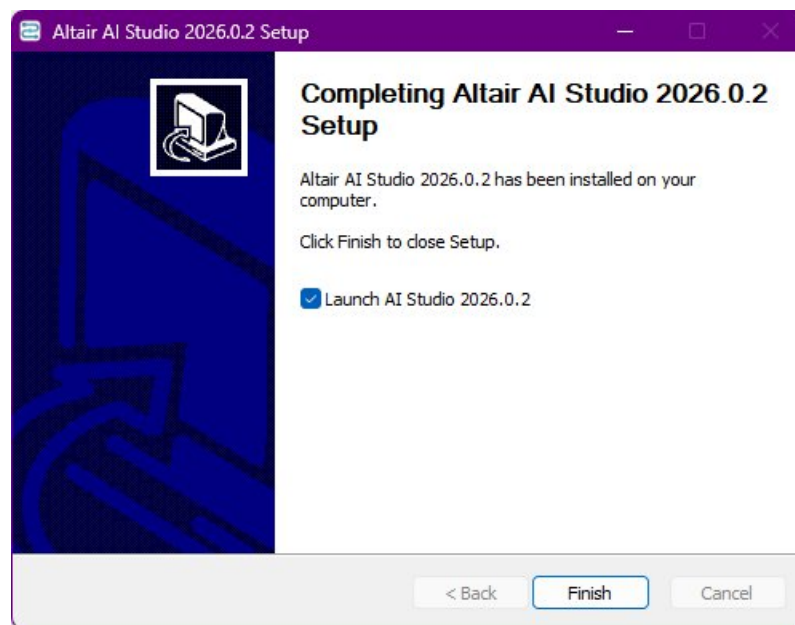 Altair AI Studio 2026.0.2 Setup
Completing Altair AI Studio 2026.0.2
Setup
Altair AI Studio 2026.0.2 has been installed on your
computer.
Click Finish to close Setup.
Launch AI Studio 2026.0.2
< Back
Finish
Cancel